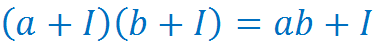 (a + I)(b + I) = ab + I